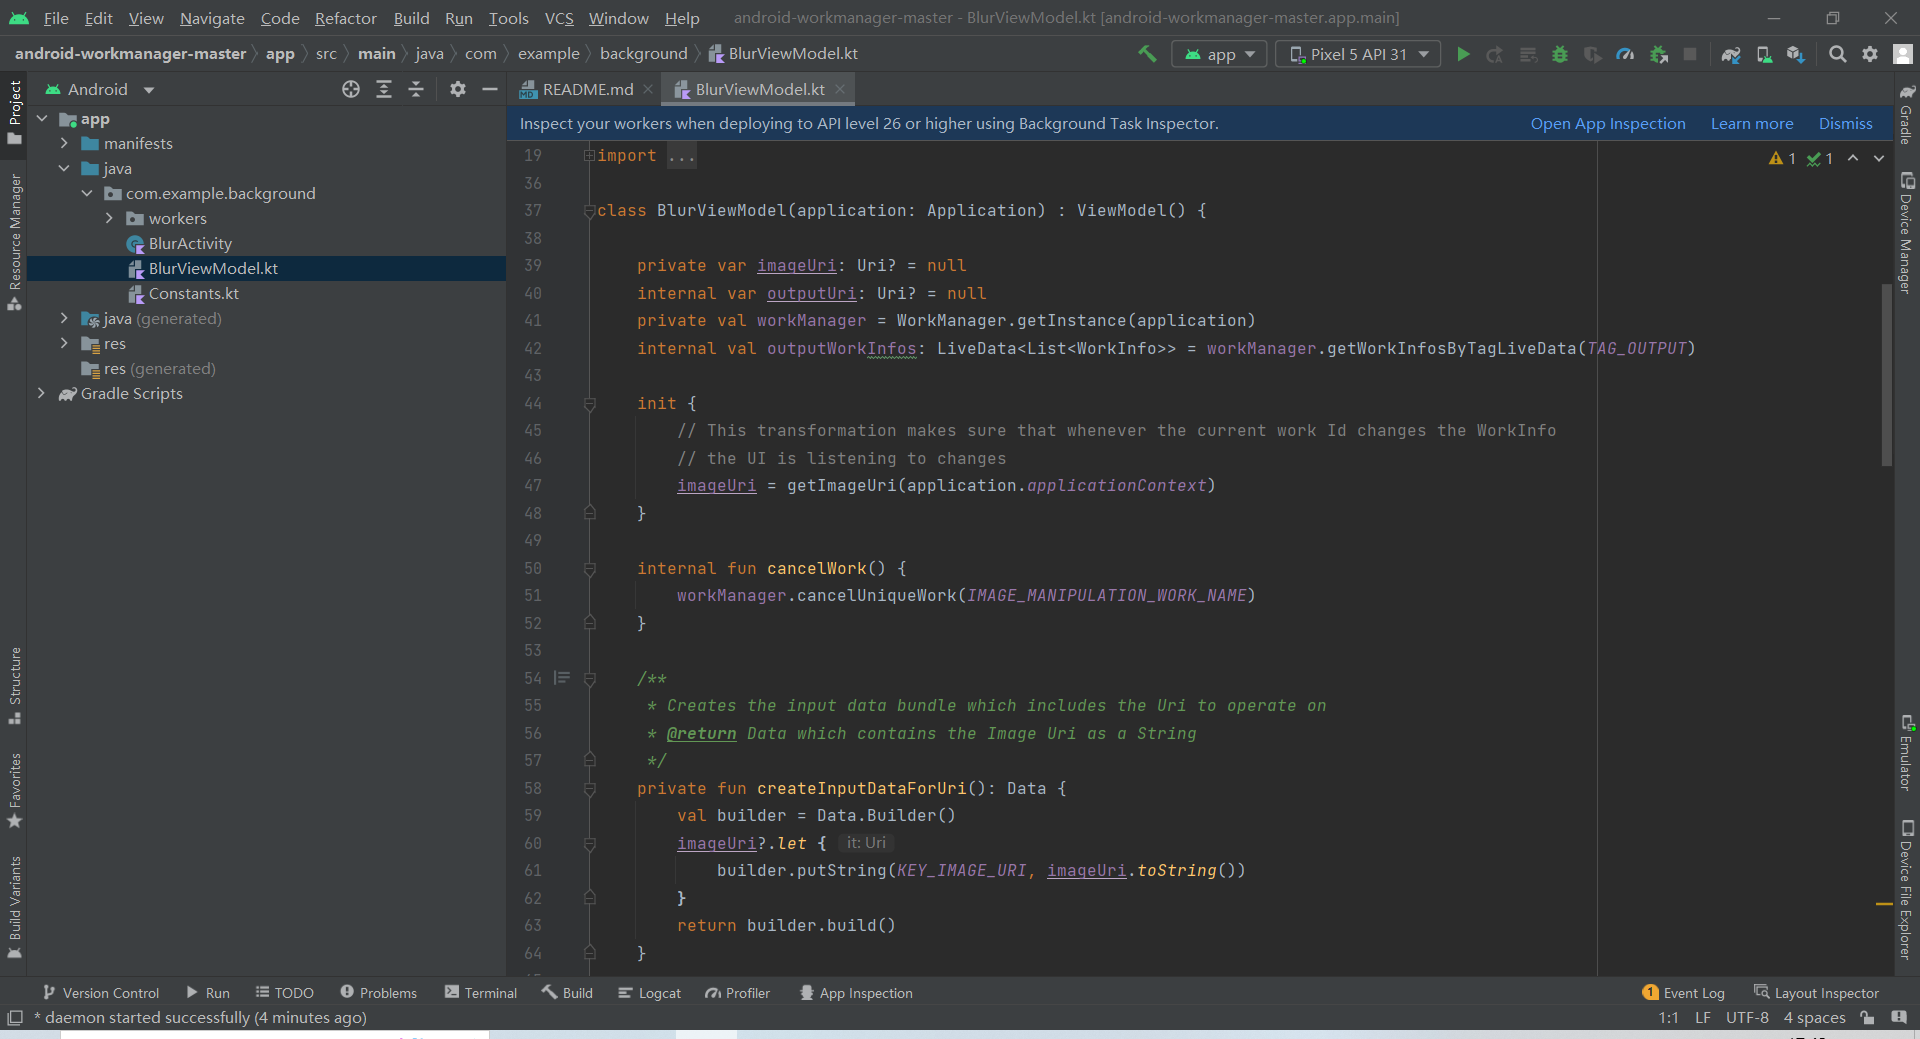 File Edit View Navigate Code Refactor Build Run Tools VCS Window Help android-workmanager-master - BlurViewModel.kt [android-workmanager-master.app.main]
android-workmanager-master app src main java com example background BlurViewModel.kt app Pixel 5 API 31
Android
README.md BlurViewModel.kt
Project
Resource Manager
Structure
Favorites
Build Variants
app
manifests
java
com.example.background
workers
BlurActivity
BlurViewModel.kt
Constants.kt
java (generated)
res
res (generated)
Gradle Scripts
Inspect your workers when deploying to API level 26 or higher using Background Task Inspector. Open App Inspection Learn more Dismiss
1 1
19 import ...
36
37 class BlurViewModel(application: Application) : ViewModel() {
38
39 private var imageUri: Uri? = null
40 internal var outputUri: Uri? = null
41 private val workManager = WorkManager.getInstance(application)
42 internal val outputWorkInfos: LiveData<List<WorkInfo>> = workManager.getWorkInfosByTagLiveData(TAG_OUTPUT)
43
44 init {
45 // This transformation makes sure that whenever the current work Id changes the WorkInfo
46 // the UI is listening to changes
47 imageUri = getImageUri(application.applicationContext)
48 }
49
50 internal fun cancelWork() {
51 workManager.cancelUniqueWork(IMAGE_MANIPULATION_WORK_NAME)
52 }
53
54 /**
55 * Creates the input data bundle which includes the Uri to operate on
56 * @return Data which contains the Image Uri as a String
57 */
58 private fun createInputDataForUri(): Data {
59 val builder = Data.Builder()
60 imageUri?.let { it: Uri
61 builder.putString(KEY_IMAGE_URI, imageUri.toString())
62 }
63 return builder.build()
64 }
Gradle
Device Manager
Emulator
Device File Explorer
Version Control Run TODO Problems Terminal Build Logcat Profiler App Inspection 1 Event Log Layout Inspector
* daemon started successfully (4 minutes ago) 1:1 LF UTF-8 4 spaces